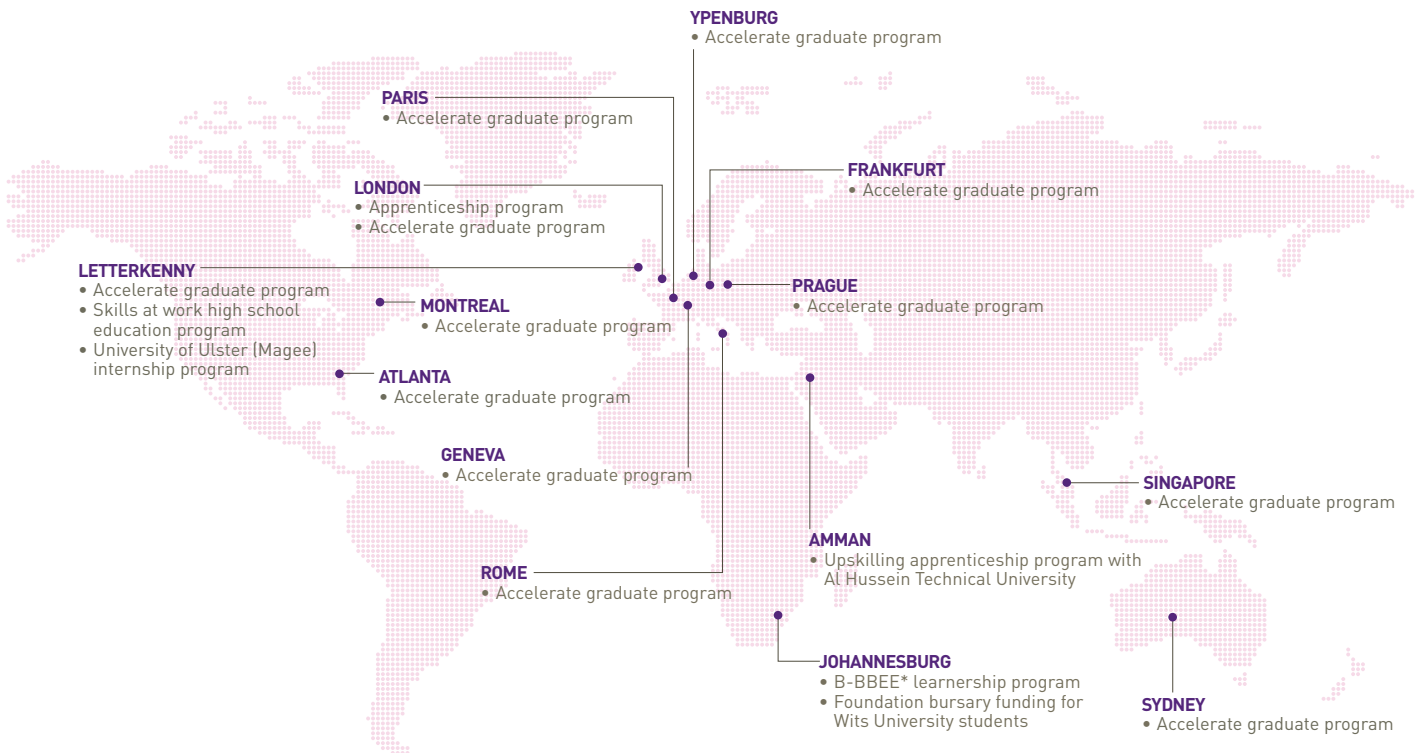 YPENBURG
• Accelerate graduate program
PARIS
• Accelerate graduate program
FRANKFURT
• Accelerate graduate program
LONDON
• Apprenticeship program
• Accelerate graduate program
LETTERKENNY
• Accelerate graduate program
• Skills at work high school
education program
• University of Ulster (Magee)
internship program
MONTREAL
• Accelerate graduate program
PRAGUE
• Accelerate graduate program
ATLANTA
• Accelerate graduate program
GENEVA
• Accelerate graduate program
SINGAPORE
• Accelerate graduate program
AMMAN
• Upskilling apprenticeship program with
Al Hussein Technical University
ROME
• Accelerate graduate program
JOHANNESBURG
• B-BBEE* learnership program
• Foundation bursary funding for
Wits University students
SYDNEY
• Accelerate graduate program